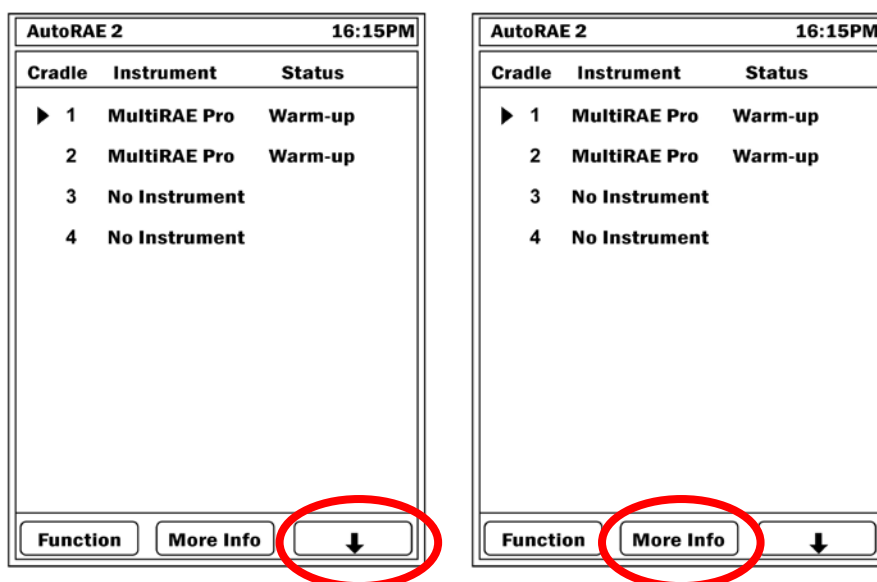 AutoRAE 2 16:15PM
Cradle Instrument Status
▶ 1 MultiRAE Pro Warm-up
2 MultiRAE Pro Warm-up
3 No Instrument
4 No Instrument
Function More Info ↓
AutoRAE 2 16:15PM
Cradle Instrument Status
▶ 1 MultiRAE Pro Warm-up
2 MultiRAE Pro Warm-up
3 No Instrument
4 No Instrument
Function More Info ↓